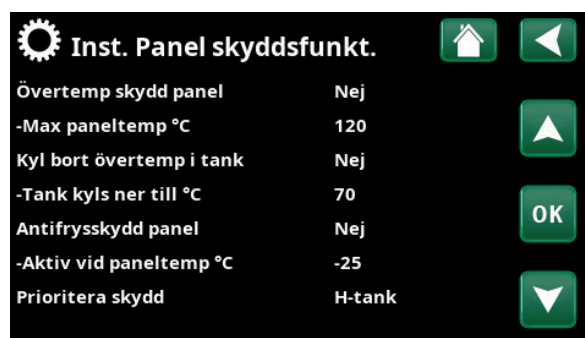 Inst. Panel skyddsfunkt.
Övertemp skydd panel Nej
-Max paneltemp °C 120
Kyl bort övertemp i tank Nej
-Tank kyls ner till °C 70
OK
Antifrysskydd panel Nej
-Aktiv vid paneltemp °C -25
Prioritera skydd H-tank